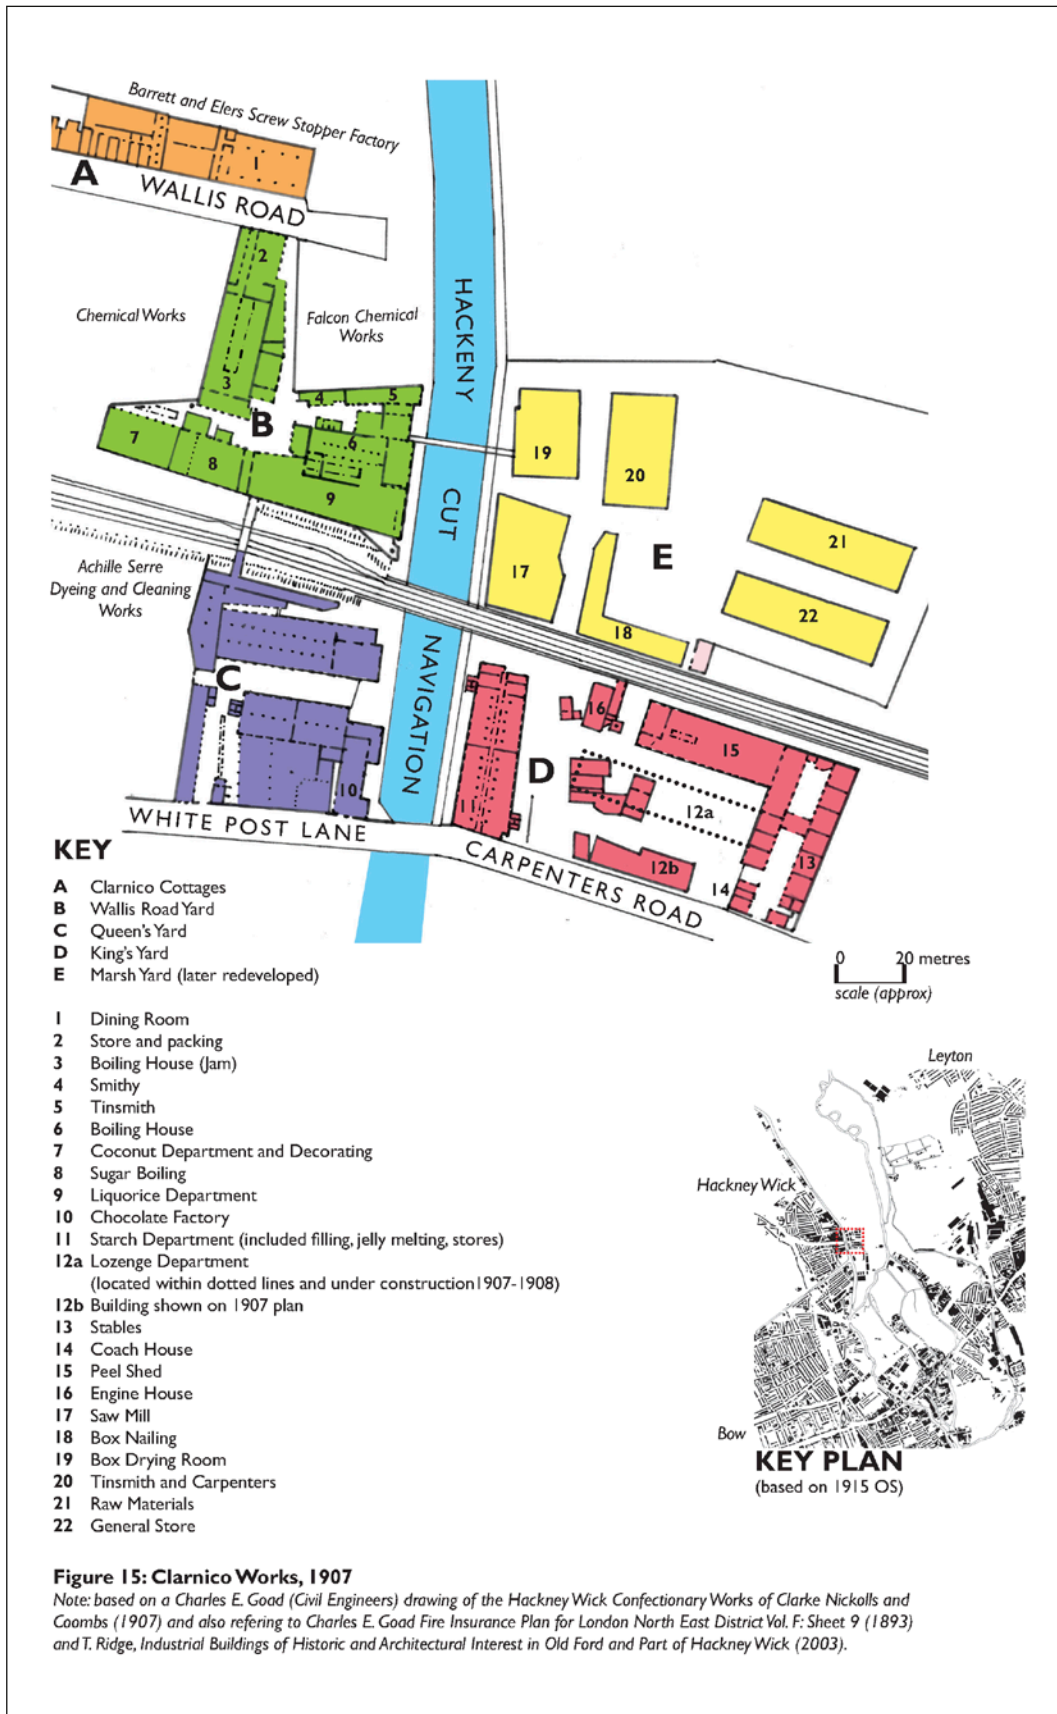 Barrett and Elers Screw Stopper Factory
1
A
WALLIS ROAD
2
Chemical Works
Falcon Chemical
Works
3
4
5
B
6
7
8
9
HACKENY
CUT
NAVIGATION
19
20
E
21
17
22
18
Achille Serre
Dyeing and Cleaning
Works
C
10
16
15
D
11
12a
12b
13
14
WHITE POST LANE
CARPENTERS ROAD
0 20 metres
scale (approx)
KEY
A Clarnico Cottages
B Wallis Road Yard
C Queen's Yard
D King's Yard
E Marsh Yard (later redeveloped)
1 Dining Room
2 Store and packing
3 Boiling House (Jam)
4 Smithy
5 Tinsmith
6 Boiling House
7 Coconut Department and Decorating
8 Sugar Boiling
9 Liquorice Department
10 Chocolate Factory
11 Starch Department (included filling, jelly melting, stores)
12a Lozenge Department
(located within dotted lines and under construction1907-1908)
12b Building shown on 1907 plan
13 Stables
14 Coach House
15 Peel Shed
16 Engine House
17 Saw Mill
18 Box Nailing
19 Box Drying Room
20 Tinsmith and Carpenters
21 Raw Materials
22 General Store
Leyton
Hackney Wick
Bow
KEY PLAN
(based on 1915 OS)
Figure 15: Clarnico Works, 1907
Note: based on a Charles E. Goad (Civil Engineers) drawing of the Hackney Wick Confectionary Works of Clarke Nickolls and
Coombs (1907) and also refering to Charles E. Goad Fire Insurance Plan for London North East District Vol. F: Sheet 9 (1893)
and T. Ridge, Industrial Buildings of Historic and Architectural Interest in Old Ford and Part of Hackney Wick (2003).